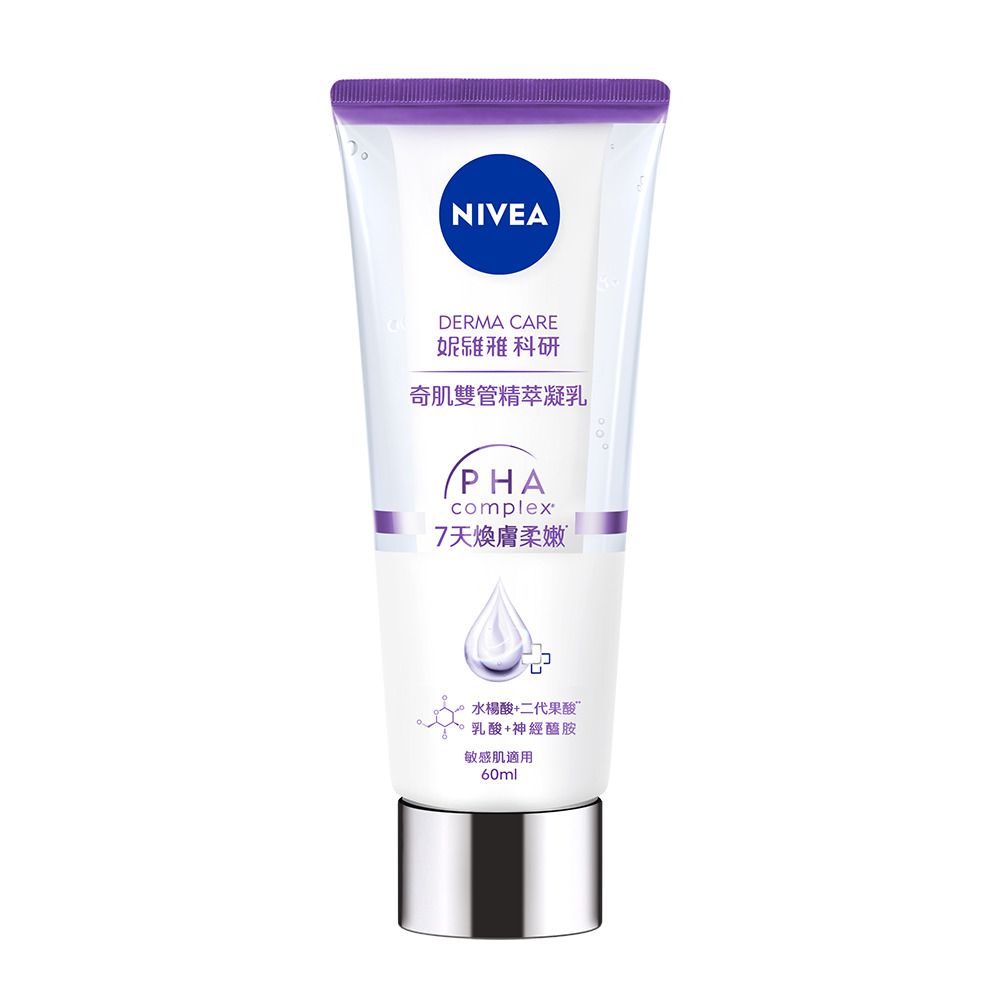 NIVEA
DERMA CARE
妮維雅 科研
奇肌雙管精萃凝乳
PHA
complex®
7天煥膚柔嫩*
水楊酸+二代果酸**
乳酸+神經醯胺
敏感肌適用
60ml